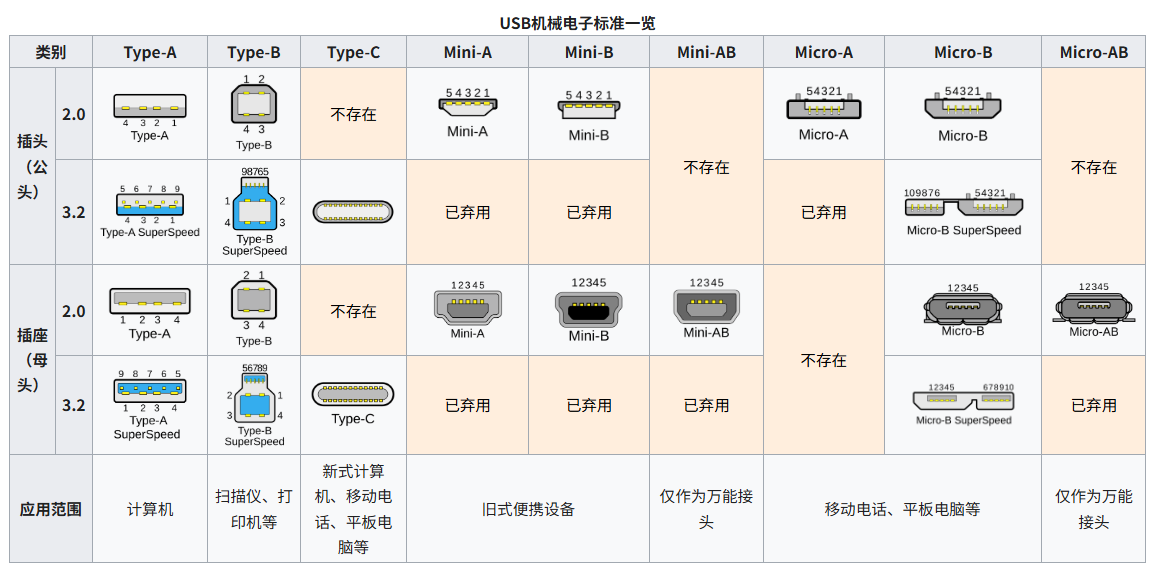 USB机械电子标准一览
类别 Type-A Type-B Type-C Mini-A Mini-B Mini-AB Micro-A Micro-B Micro-AB
插头
（公
头）
2.0
4 3 2 1
Type-A
1 2
4 3
Type-B
不存在
5 4 3 2 1
Mini-A
5 4 3 2 1
Mini-B
不存在
54321
Micro-A
54321
Micro-B
不存在
3.2
5 6 7 8 9
4 3 2 1
Type-A SuperSpeed
98765
1 2
4 3
Type-B
SuperSpeed
已弃用
已弃用
已弃用
109876 54321
Micro-B SuperSpeed
插座
（母
头）
2.0
1 2 3 4
Type-A
2 1
3 4
Type-B
不存在
12345
Mini-A
12345
Mini-B
12345
Mini-AB
不存在
12345
Micro-B
12345
Micro-AB
3.2
9 8 7 6 5
1 2 3 4
Type-A
SuperSpeed
56789
2 1
3 4
Type-B
SuperSpeed
Type-C
已弃用
已弃用
已弃用
12345 678910
Micro-B SuperSpeed
已弃用
应用范围
计算机
扫描仪、打
印机等
新式计算
机、移动电
话、平板电
脑等
旧式便携设备
仅作为万能接
头
移动电话、平板电脑等
仅作为万能
接头